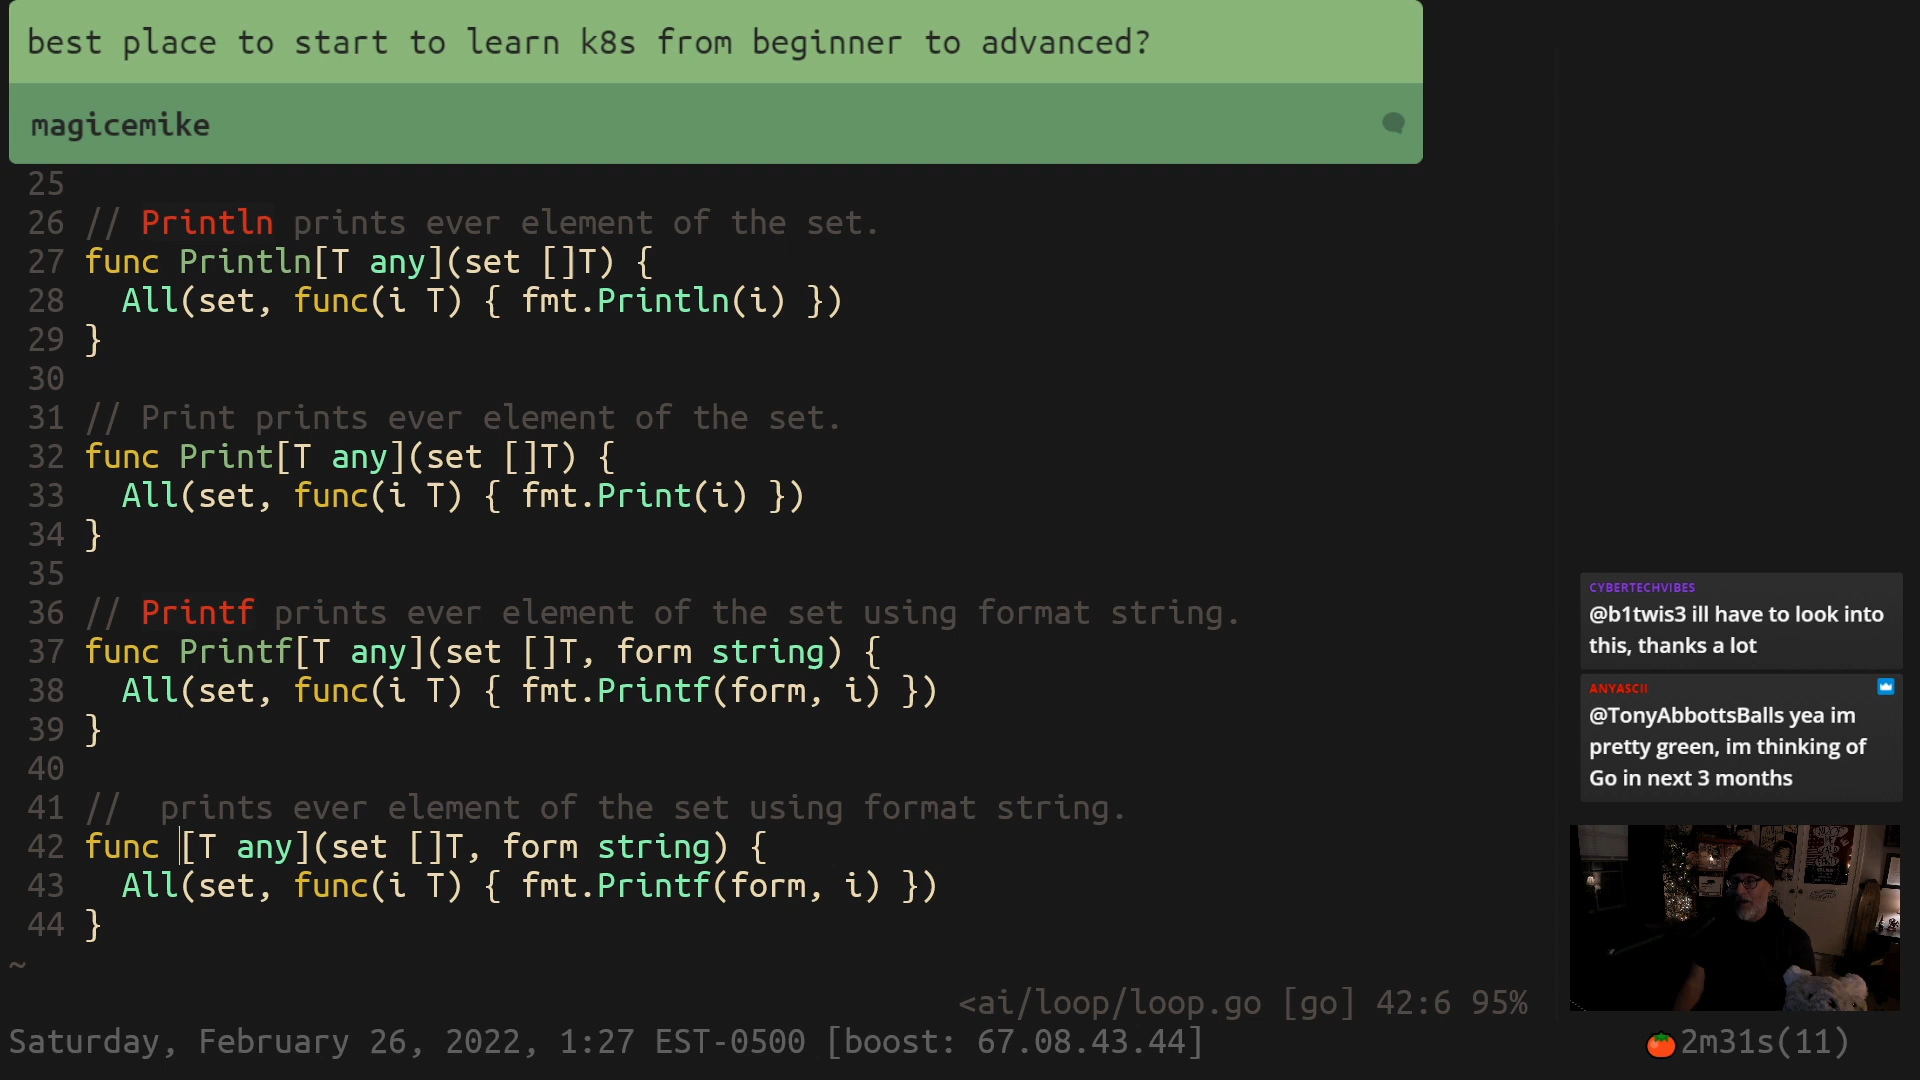 best place to start to learn k8s from beginner to advanced?
magicemike
25
26 // Println prints ever element of the set.
27 func Println[T any](set []T) {
28   All(set, func(i T) { fmt.Println(i) })
29 }
30
31 // Print prints ever element of the set.
32 func Print[T any](set []T) {
33   All(set, func(i T) { fmt.Print(i) })
34 }
35
36 // Printf prints ever element of the set using format string.
37 func Printf[T any](set []T, form string) {
38   All(set, func(i T) { fmt.Printf(form, i) })
39 }
40
41 //  prints ever element of the set using format string.
42 func [T any](set []T, form string) {
43   All(set, func(i T) { fmt.Printf(form, i) })
44 }
~
<ai/loop/loop.go [go] 42:6 95%
Saturday, February 26, 2022, 1:27 EST-0500 [boost: 67.08.43.44]
CYBERTECHVIBES
@b1twis3 ill have to look into
this, thanks a lot
ANYASCII
@TonyAbbottsBalls yea im
pretty green, im thinking of
Go in next 3 months
2m31s(11)